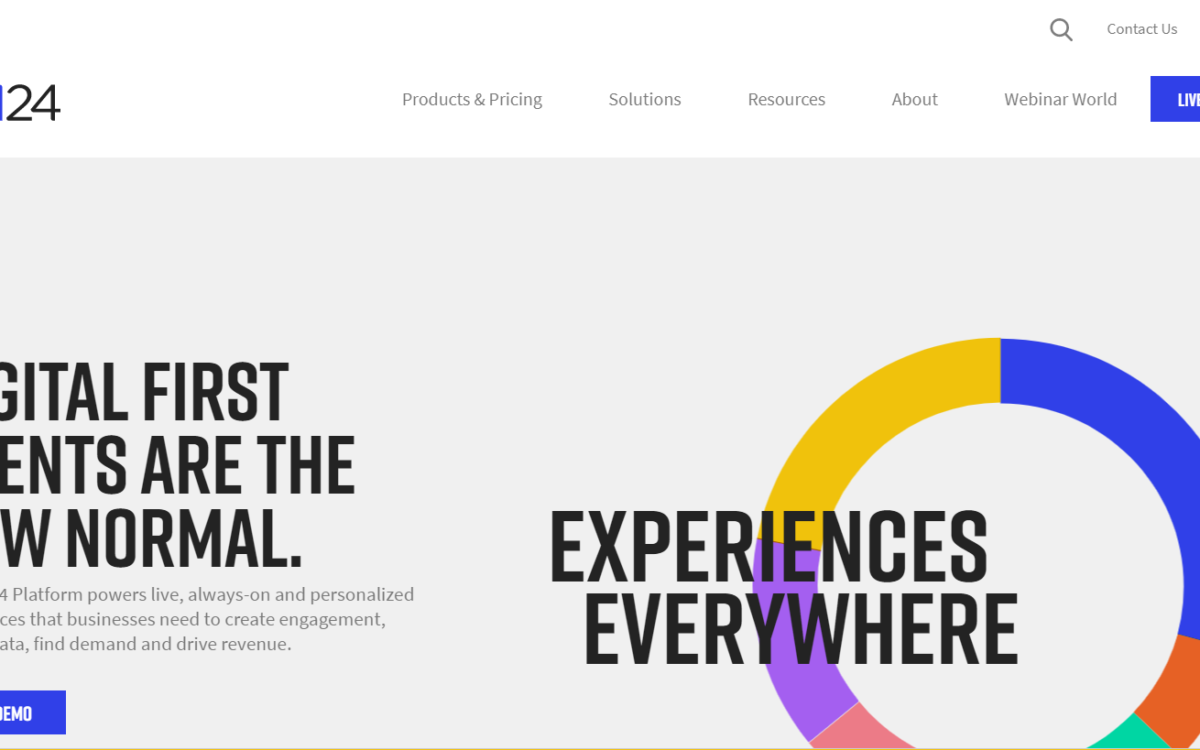 Contact Us
24
Products & Pricing
Solutions
Resources
About
Webinar World
LIVE
GITAL FIRST
ENTS ARE THE
W NORMAL.
4 Platform powers live, always-on and personalized
ces that businesses need to create engagement,
ata, find demand and drive revenue.
DEMO
EXPERIENCES
EVERYWHERE